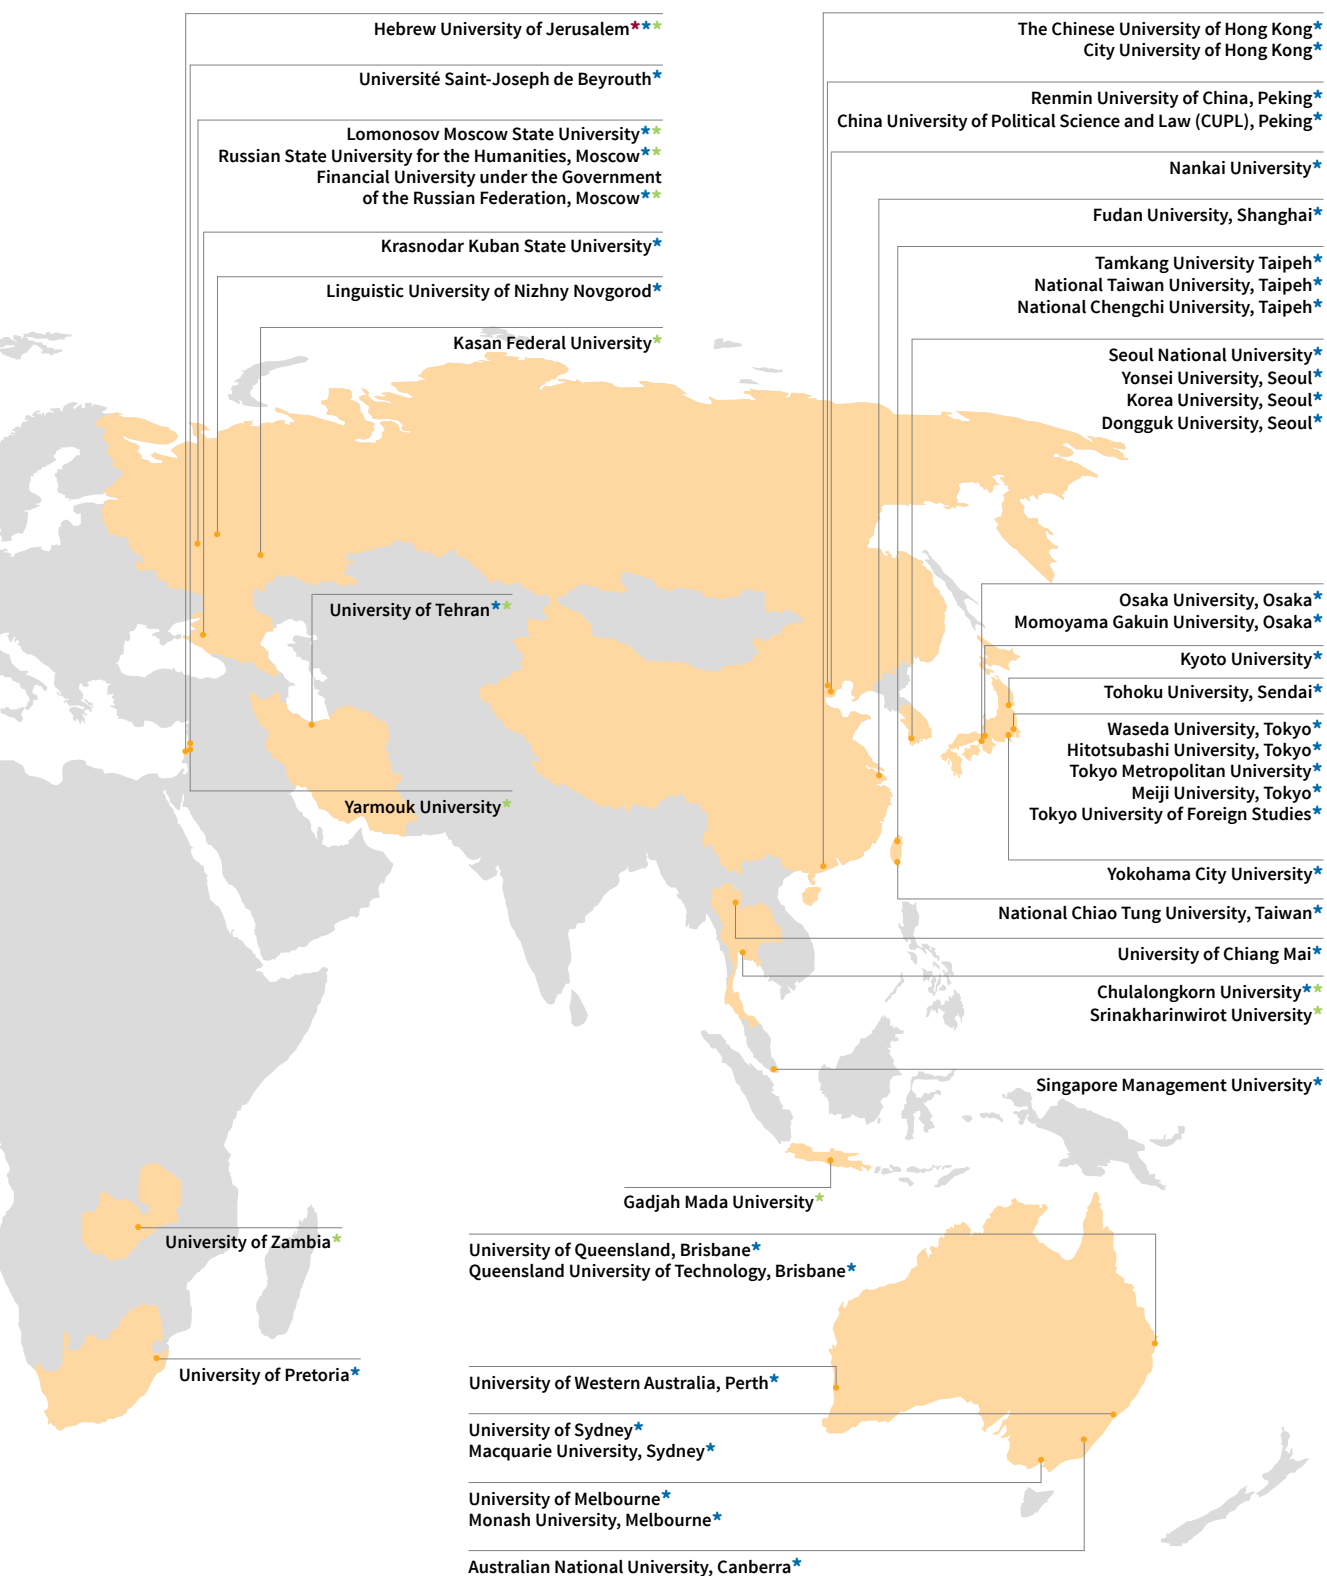 Hebrew University of Jerusalem***
Université Saint-Joseph de Beyrouth*
Lomonosov Moscow State University**
Russian State University for the Humanities, Moscow**
Financial University under the Government
of the Russian Federation, Moscow**
Krasnodar Kuban State University*
Linguistic University of Nizhny Novgorod*
Kasan Federal University*
University of Tehran**
Yarmouk University*
The Chinese University of Hong Kong*
City University of Hong Kong*
Renmin University of China, Peking*
China University of Political Science and Law (CUPL), Peking*
Nankai University*
Fudan University, Shanghai*
Tamkang University Taipeh*
National Taiwan University, Taipeh*
National Chengchi University, Taipeh*
Seoul National University*
Yonsei University, Seoul*
Korea University, Seoul*
Dongguk University, Seoul*
Osaka University, Osaka*
Momoyama Gakuin University, Osaka*
Kyoto University*
Tohoku University, Sendai*
Waseda University, Tokyo*
Hitotsubashi University, Tokyo*
Tokyo Metropolitan University*
Meiji University, Tokyo*
Tokyo University of Foreign Studies*
Yokohama City University*
National Chiao Tung University, Taiwan*
University of Chiang Mai*
Chulalongkorn University**
Srinakharinwirot University*
Singapore Management University*
Gadjah Mada University*
University of Zambia*
University of Pretoria*
University of Queensland, Brisbane*
Queensland University of Technology, Brisbane*
University of Western Australia, Perth*
University of Sydney*
Macquarie University, Sydney*
University of Melbourne*
Monash University, Melbourne*
Australian National University, Canberra*